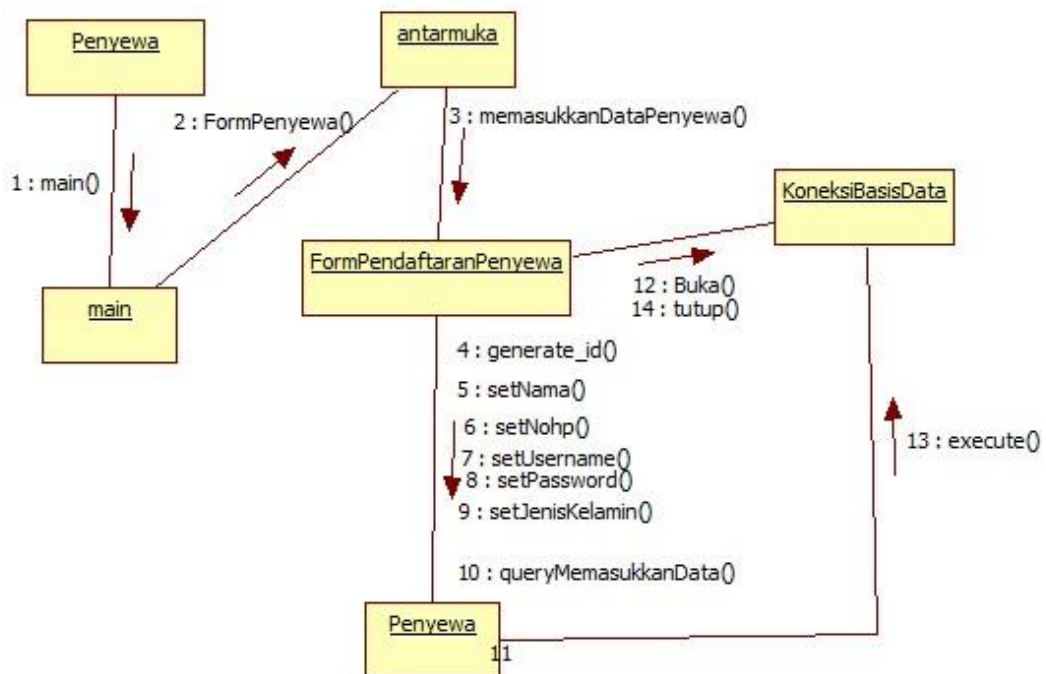 Penyewa
antarmuka
2 : FormPenyewa()
3 : memasukkanDataPenyewa()
1 : main()
KoneksiBasisData
FormPendaftaranPenyewa
main
12 : Buka()
14 : tutup()
4 : generate_id()
5 : setNama()
6 : setNohp()
7 : setUsername()
8 : setPassword()
9 : setJenisKelamin()
13 : execute()
10 : queryMemasukkanData()
Penyewa
11